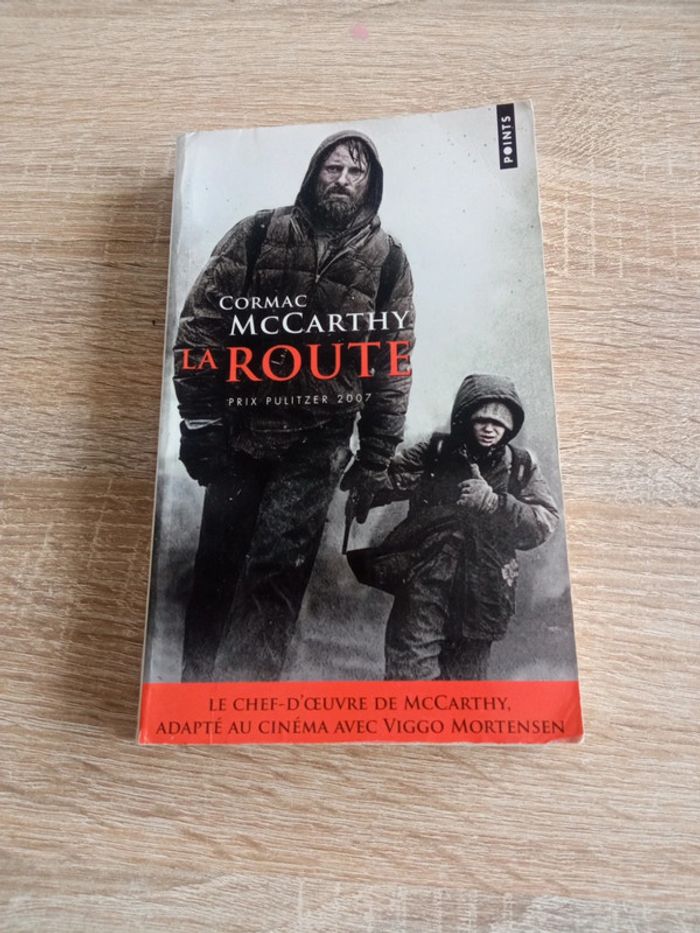 POINTS
CORMAC
MCCARTHY
LA ROUTE
PRIX PULITZER 2007
LE CHEF-D'ŒUVRE DE MCCARTHY,
ADAPTÉ AU CINÉMA AVEC VIGGO MORTENSEN